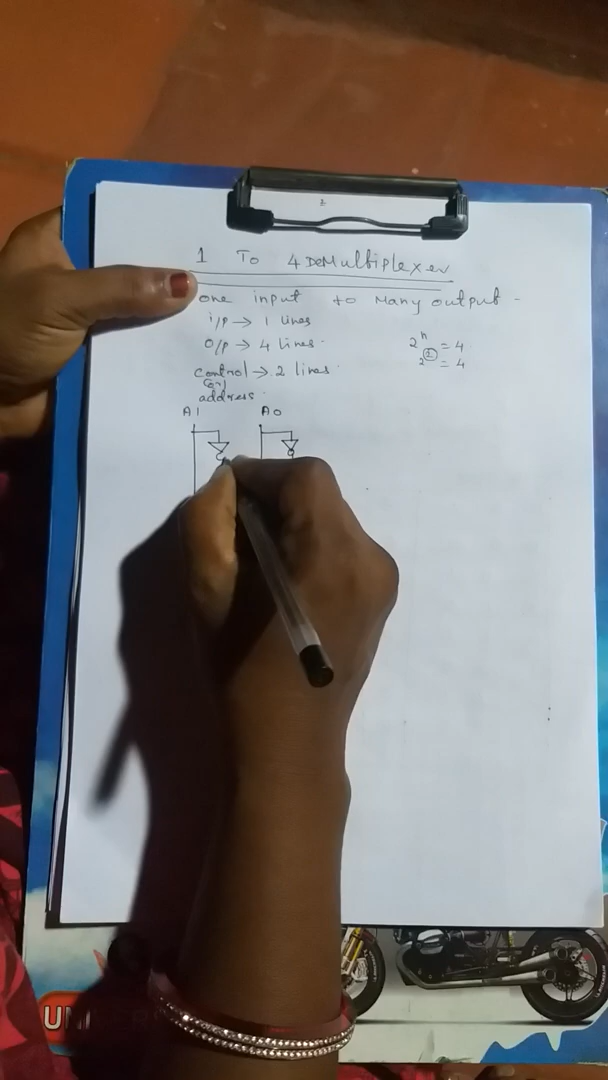 1 To 4 DeMultiplexer
one input to Many output -
i/p → 1 lines
o/p → 4 lines.
2ⁿ = 4
control → 2 lines.
2² = 4
(or)
address.
A1 A0
UNI